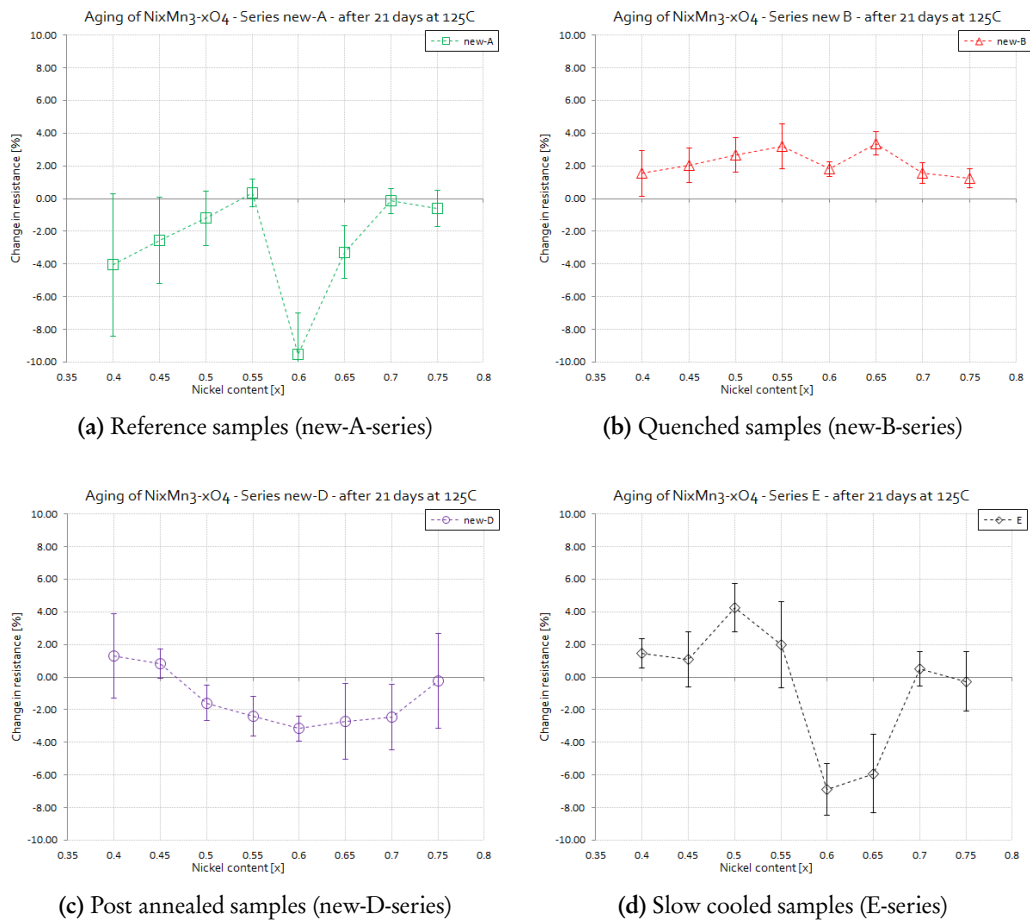 Aging of NixMn3-xO4 - Series new-A - after 21 days at 125C
new-A
Change in resistance [%]
10.00
8.00
6.00
4.00
2.00
0.00
-2.00
-4.00
-6.00
-8.00
-10.00
0.35 0.4 0.45 0.5 0.55 0.6 0.65 0.7 0.75 0.8
Nickel content [x]
(a) Reference samples (new-A-series)
Aging of NixMn3-xO4 - Series new B - after 21 days at 125C
new-B
Change in resistance [%]
10.00
8.00
6.00
4.00
2.00
0.00
-2.00
-4.00
-6.00
-8.00
-10.00
0.35 0.4 0.45 0.5 0.55 0.6 0.65 0.7 0.75 0.8
Nickel content [x]
(b) Quenched samples (new-B-series)
Aging of NixMn3-xO4 - Series new-D - after 21 days at 125C
new-D
Change in resistance [%]
10.00
8.00
6.00
4.00
2.00
0.00
-2.00
-4.00
-6.00
-8.00
-10.00
0.35 0.4 0.45 0.5 0.55 0.6 0.65 0.7 0.75 0.8
Nickel content [x]
(c) Post annealed samples (new-D-series)
Aging of NixMn3-xO4 - Series E - after 21 days at 125C
E
Change in resistance [%]
10.00
8.00
6.00
4.00
2.00
0.00
-2.00
-4.00
-6.00
-8.00
-10.00
0.35 0.4 0.45 0.5 0.55 0.6 0.65 0.7 0.75 0.8
Nickel content [x]
(d) Slow cooled samples (E-series)